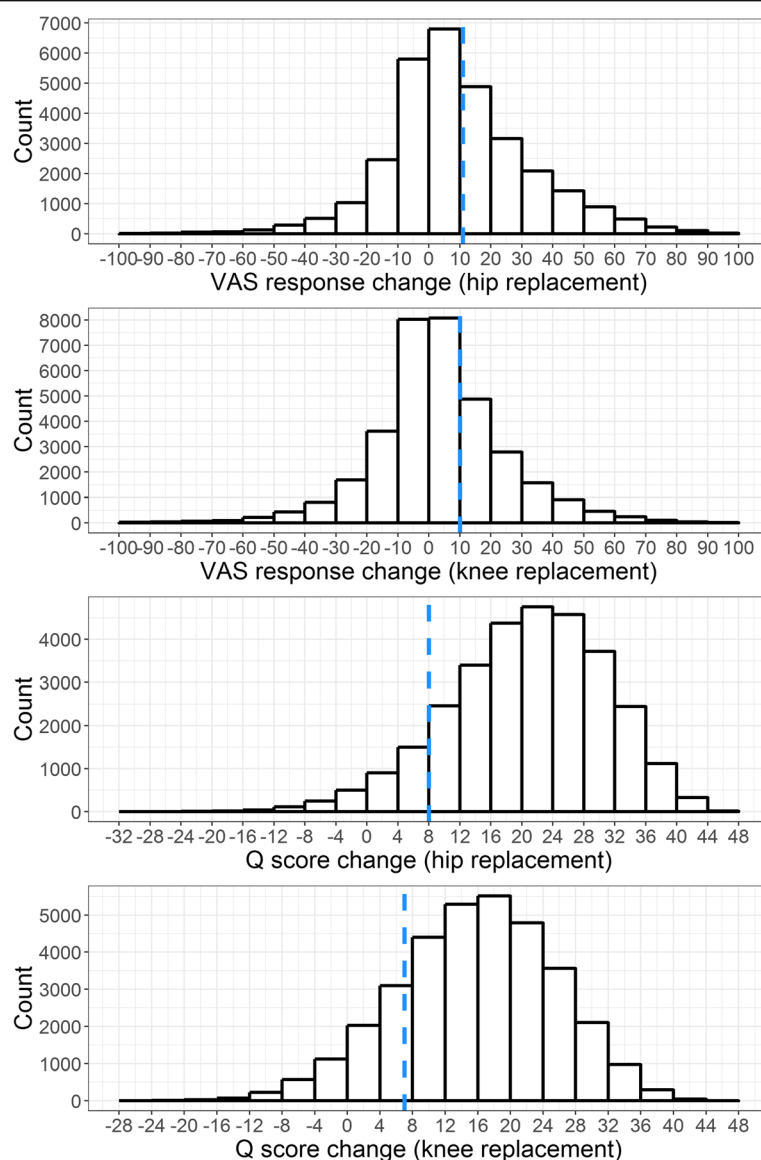 7000
6000
5000
4000
3000
2000
1000
0
Count
-100 -90 -80 -70 -60 -50 -40 -30 -20 -10 0 10 20 30 40 50 60 70 80 90 100
VAS response change (hip replacement)
8000
7000
6000
5000
4000
3000
2000
1000
0
Count
-100 -90 -80 -70 -60 -50 -40 -30 -20 -10 0 10 20 30 40 50 60 70 80 90 100
VAS response change (knee replacement)
4000
3000
2000
1000
0
Count
-32 -28 -24 -20 -16 -12 -8 -4 0 4 8 12 16 20 24 28 32 36 40 44 48
Q score change (hip replacement)
5000
4000
3000
2000
1000
0
Count
-28 -24 -20 -16 -12 -8 -4 0 4 8 12 16 20 24 28 32 36 40 44 48
Q score change (knee replacement)